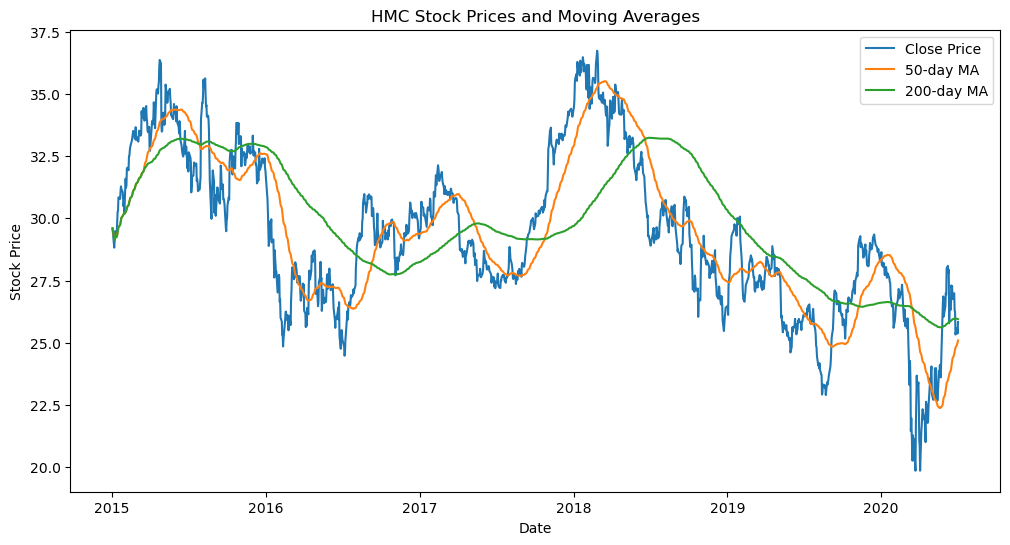 HMC Stock Prices and Moving Averages
Close Price
50-day MA
200-day MA
Stock Price
37.5
35.0
32.5
30.0
27.5
25.0
22.5
20.0
2015
2016
2017
2018
2019
2020
Date